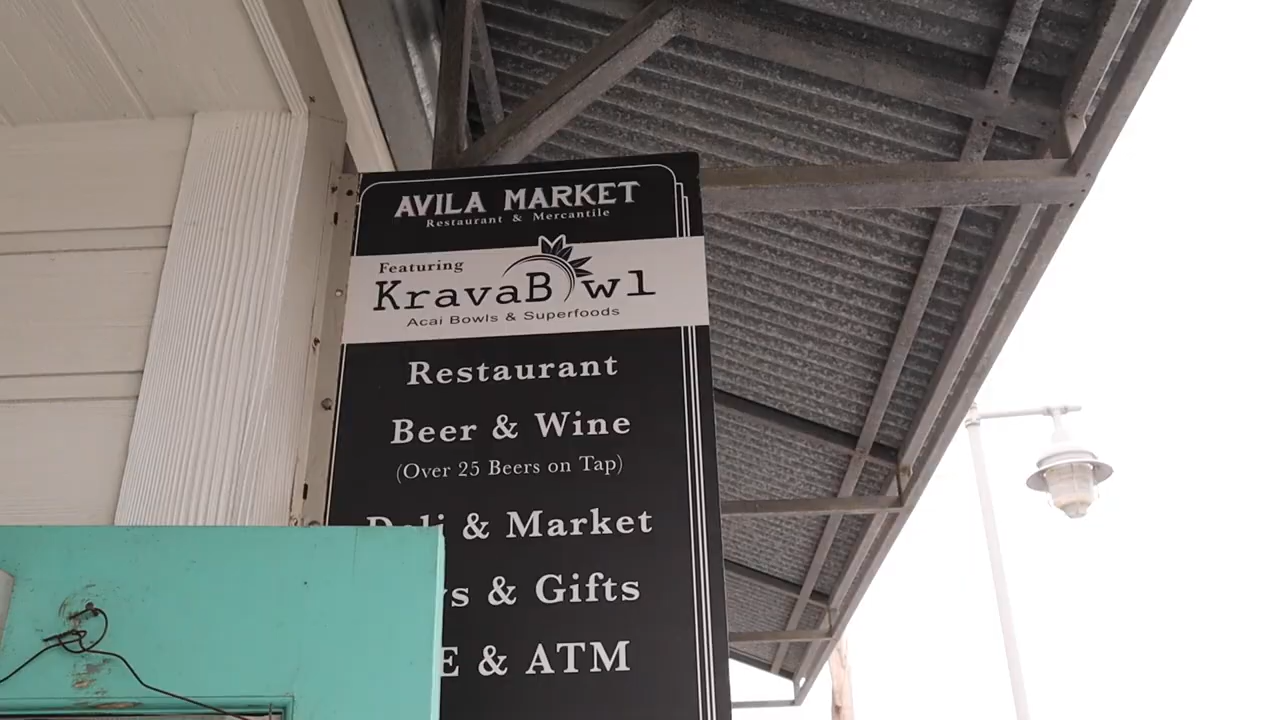 AVILA MARKET
Restaurant & Mercantile
Featuring
KravaBowl
Acai Bowls & Superfoods
Restaurant
Beer & Wine
(Over 25 Beers on Tap)
Deli & Market
& Gifts
& ATM